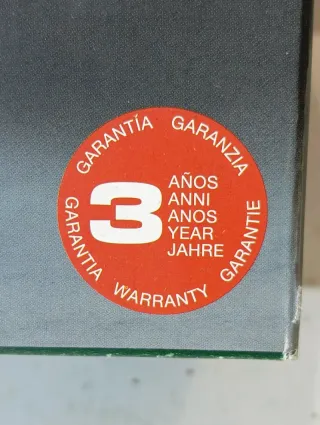 GARANTÍA GARANZIA
3
AÑOS
ANNI
ANOS
YEAR
JAHRE
GARANTIA WARRANTY GARANTIE